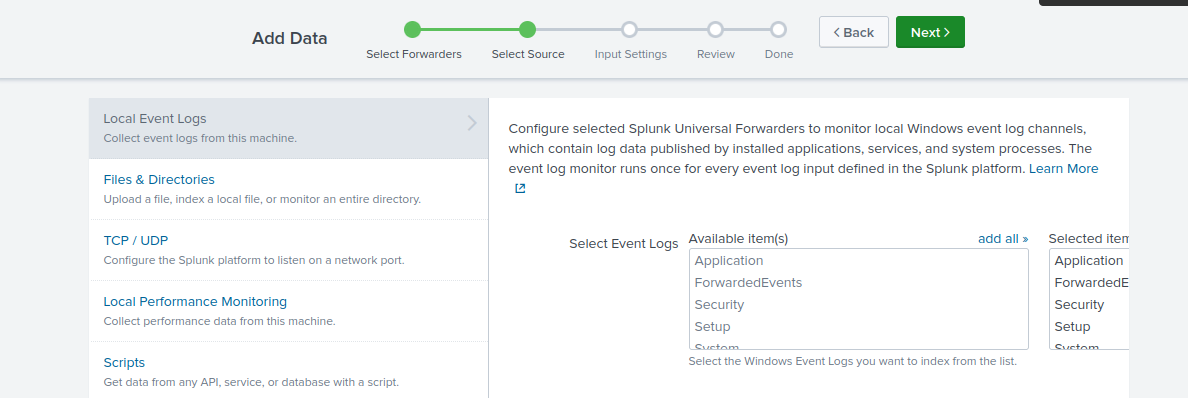 Add Data
Select Forwarders
Select Source
Input Settings
Review
Done
Back
Next
Local Event Logs
Collect event logs from this machine.
Files & Directories
Upload a file, index a local file, or monitor an entire directory.
TCP / UDP
Configure the Splunk platform to listen on a network port.
Local Performance Monitoring
Collect performance data from this machine.
Scripts
Get data from any API, service, or database with a script.
Configure selected Splunk Universal Forwarders to monitor local Windows event log channels,
which contain log data published by installed applications, services, and system processes. The
event log monitor runs once for every event log input defined in the Splunk platform. Learn More
Select Event Logs
Available item(s)
add all »
Application
ForwardedEvents
Security
Setup
System
Select the Windows Event Logs you want to index from the list.
Selected item
Application
ForwardedE
Security
Setup
System